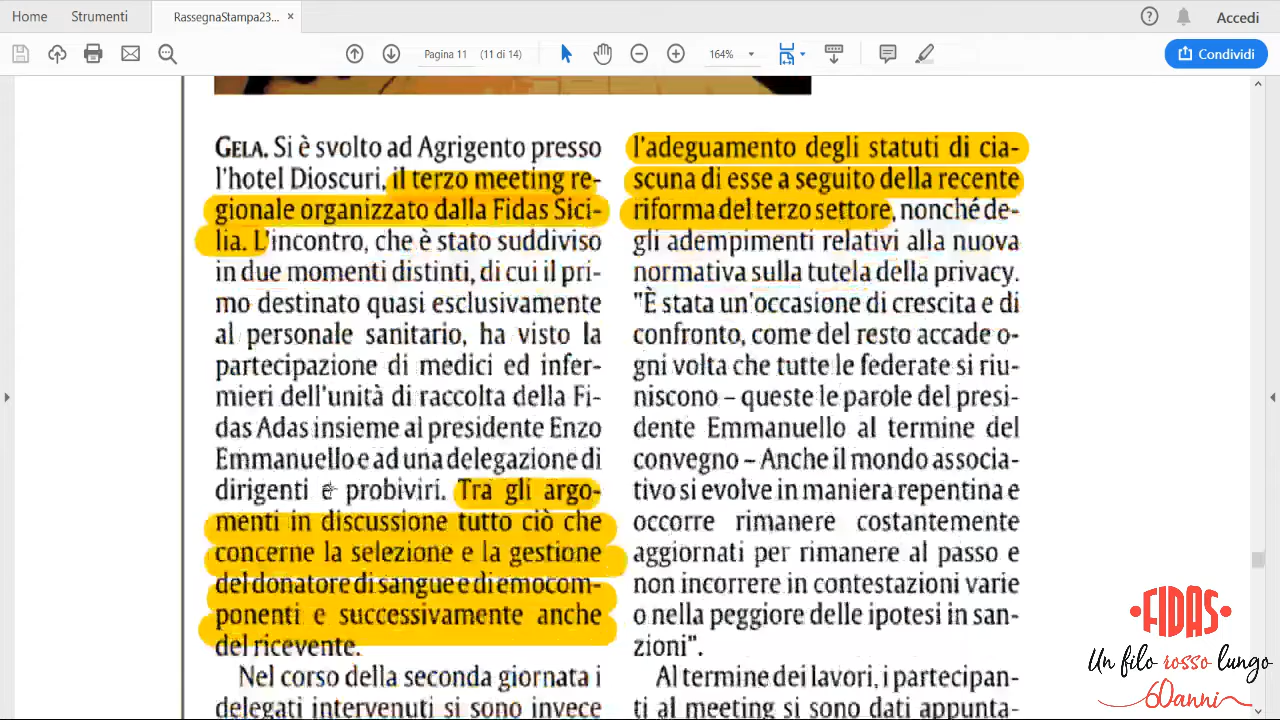 Home
Strumenti
RassegnaStampa23...
×
Accedi
Pagina 11
(11 di 14)
164%
Condividi
GELA. Si è svolto ad Agrigento presso
l'hotel Dioscuri, il terzo meeting re-
gionale organizzato dalla Fidas Sici-
lia. L'incontro, che è stato suddiviso
in due momenti distinti, di cui il pri-
mo destinato quasi esclusivamente
al personale sanitario, ha visto la
partecipazione di medici ed infer-
mieri dell'unità di raccolta della Fi-
das Adas insieme al presidente Enzo
Emmanuello e ad una delegazione di
dirigenti e probiviri. Tra gli argo-
menti in discussione tutto ciò che
concerne la selezione e la gestione
del donatore di sangue e di emocom-
ponenti e successivamente anche
del ricevente.
Nel corso della seconda giornata i
delegati intervenuti si sono invece
l'adeguamento degli statuti di cia-
scuna di esse a seguito della recente
riforma del terzo settore, nonché de-
gli adempimenti relativi alla nuova
normativa sulla tutela della privacy.
"È stata un'occasione di crescita e di
confronto, come del resto accade o-
gni volta che tutte le federate si riu-
niscono – queste le parole del presi-
dente Emmanuello al termine del
convegno – Anche il mondo associa-
tivo si evolve in maniera repentina e
occorre rimanere costantemente
aggiornati per rimanere al passo e
non incorrere in contestazioni varie
o nella peggiore delle ipotesi in san-
zioni".
Al termine dei lavori, i partecipan-
ti al meeting si sono dati appunta-
FIDAS
Un filo rosso lungo
60anni